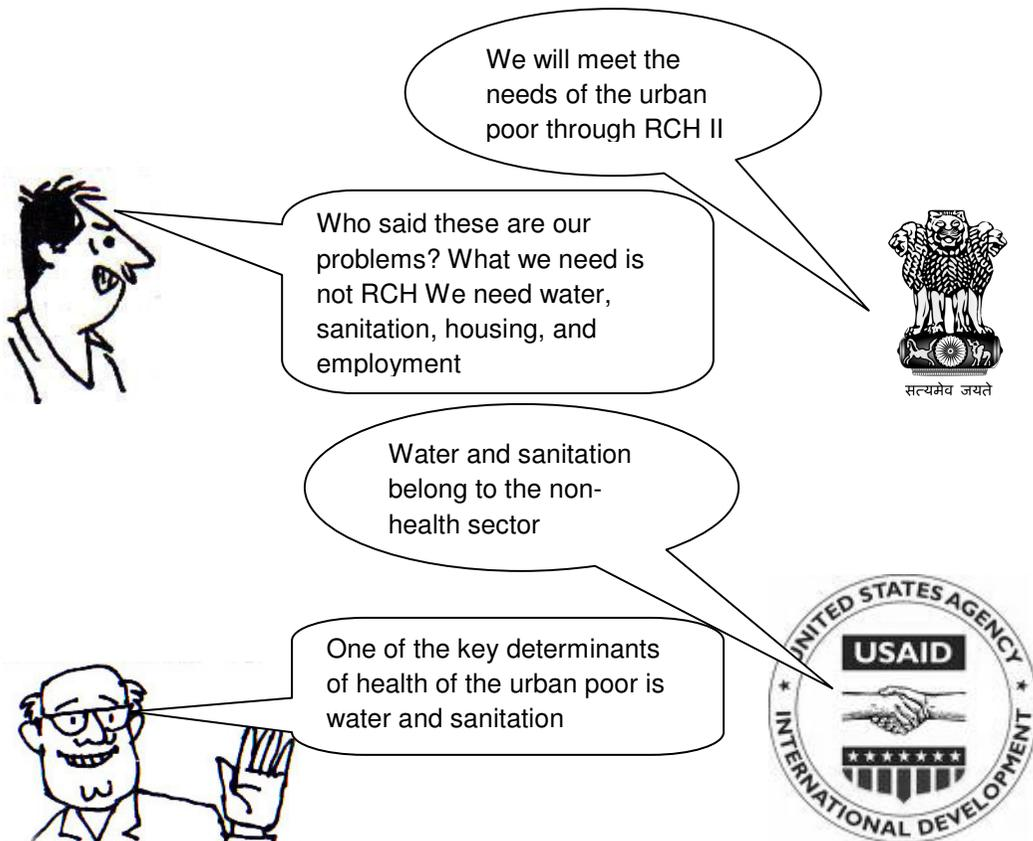 We will meet the
needs of the urban
poor through RCH II
Who said these are our
problems? What we need is
not RCH We need water,
sanitation, housing, and
employment
सत्यमेव जयते
Water and sanitation
belong to the non-
health sector
One of the key determinants
of health of the urban poor is
water and sanitation
UNITED STATES AGENCY
USAID
INTERNATIONAL DEVELOPMENT